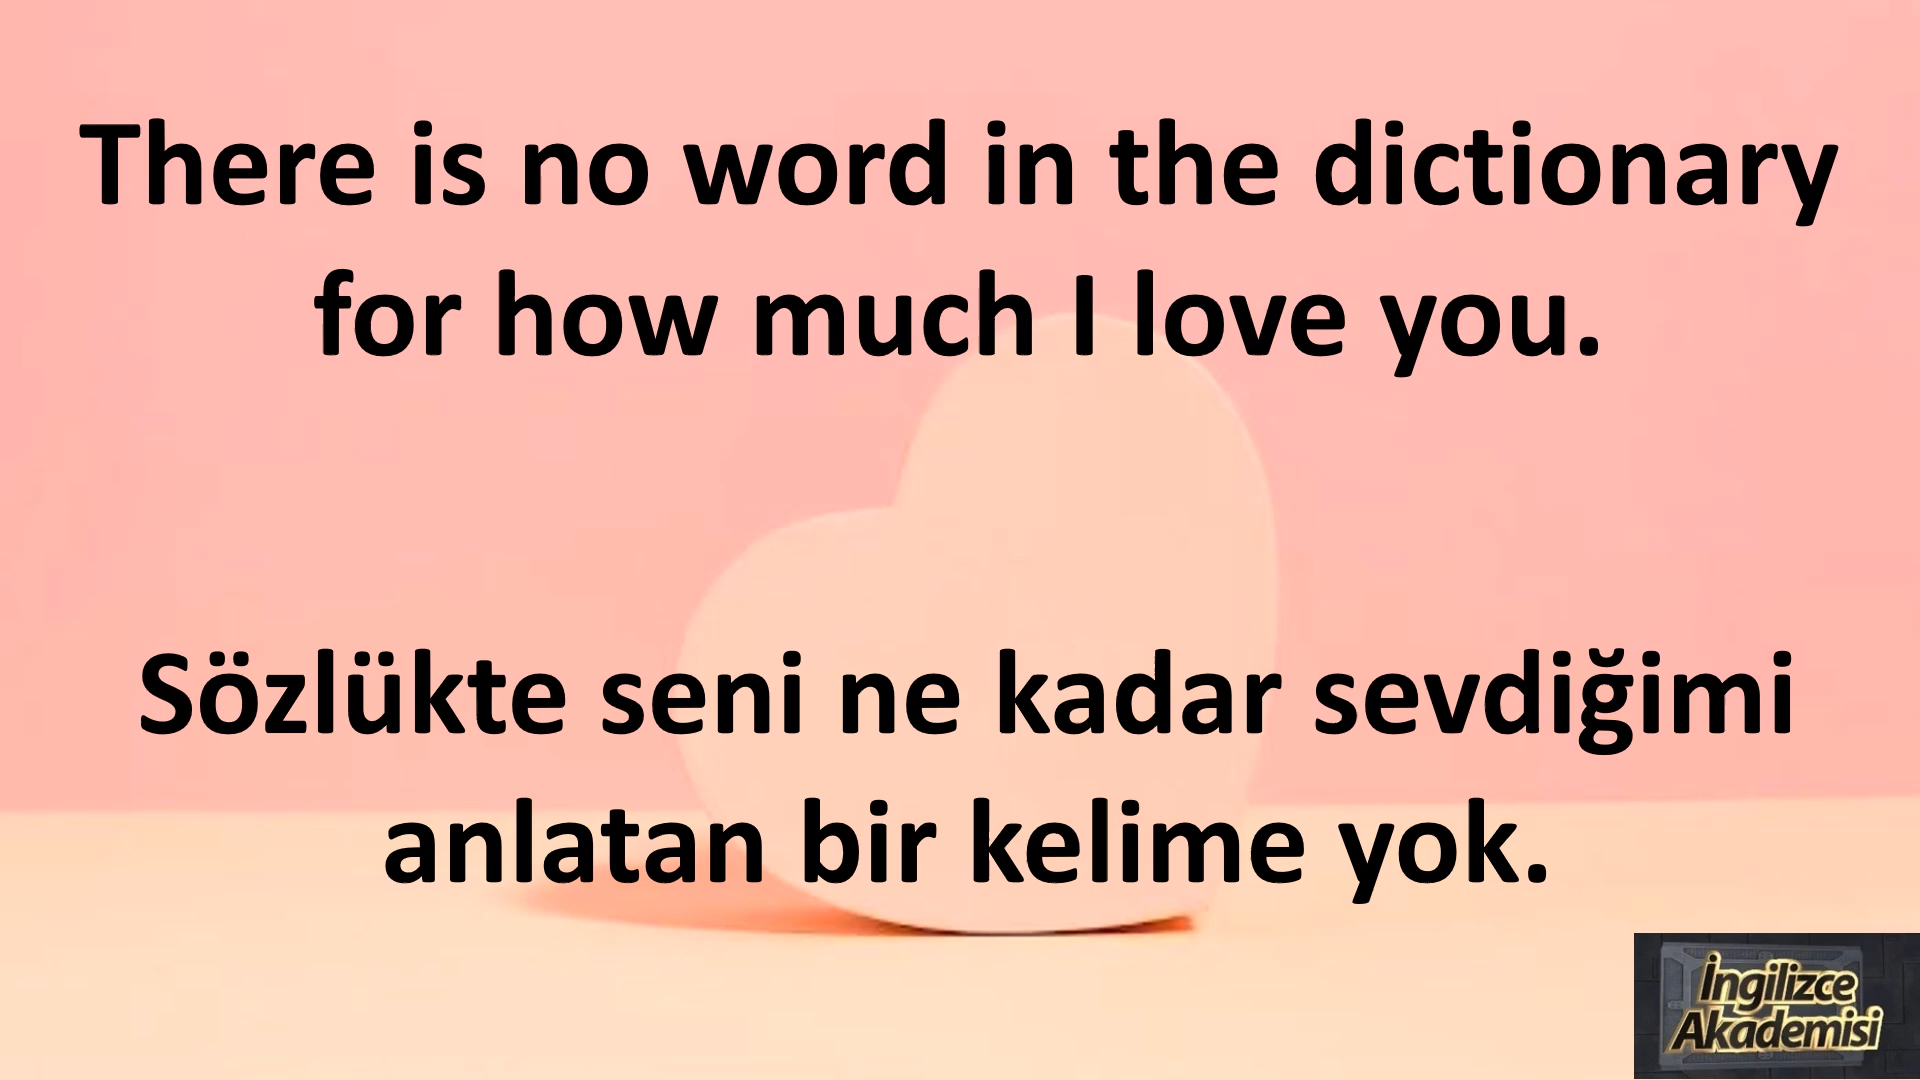 There is no word in the dictionary
for how much I love you.
Sözlükte seni ne kadar sevdiğimi
anlatan bir kelime yok.
İngilizce
Akademisi